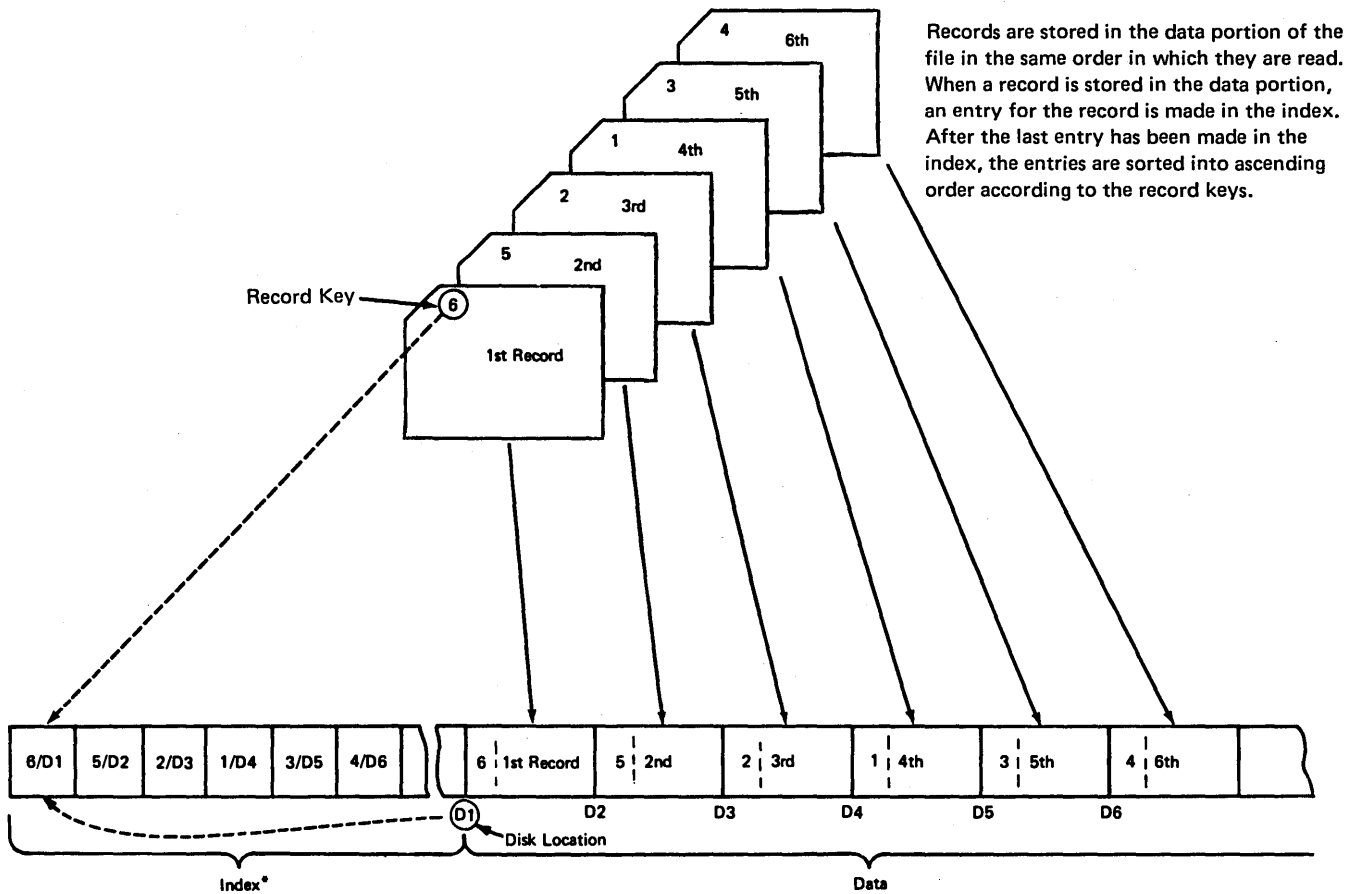 4
6th
Records are stored in the data portion of the
file in the same order in which they are read.
When a record is stored in the data portion,
an entry for the record is made in the index.
After the last entry has been made in the
index, the entries are sorted into ascending
order according to the record keys.
3
5th
1
4th
2
3rd
5
2nd
Record Key
6
1st Record
6/D1
5/D2
2/D3
1/D4
3/D5
4/D6
6 1st Record
5 2nd
2 3rd
1 4th
3 5th
4 6th
D1
D2
D3
D4
D5
D6
Disk Location
Index*
Data